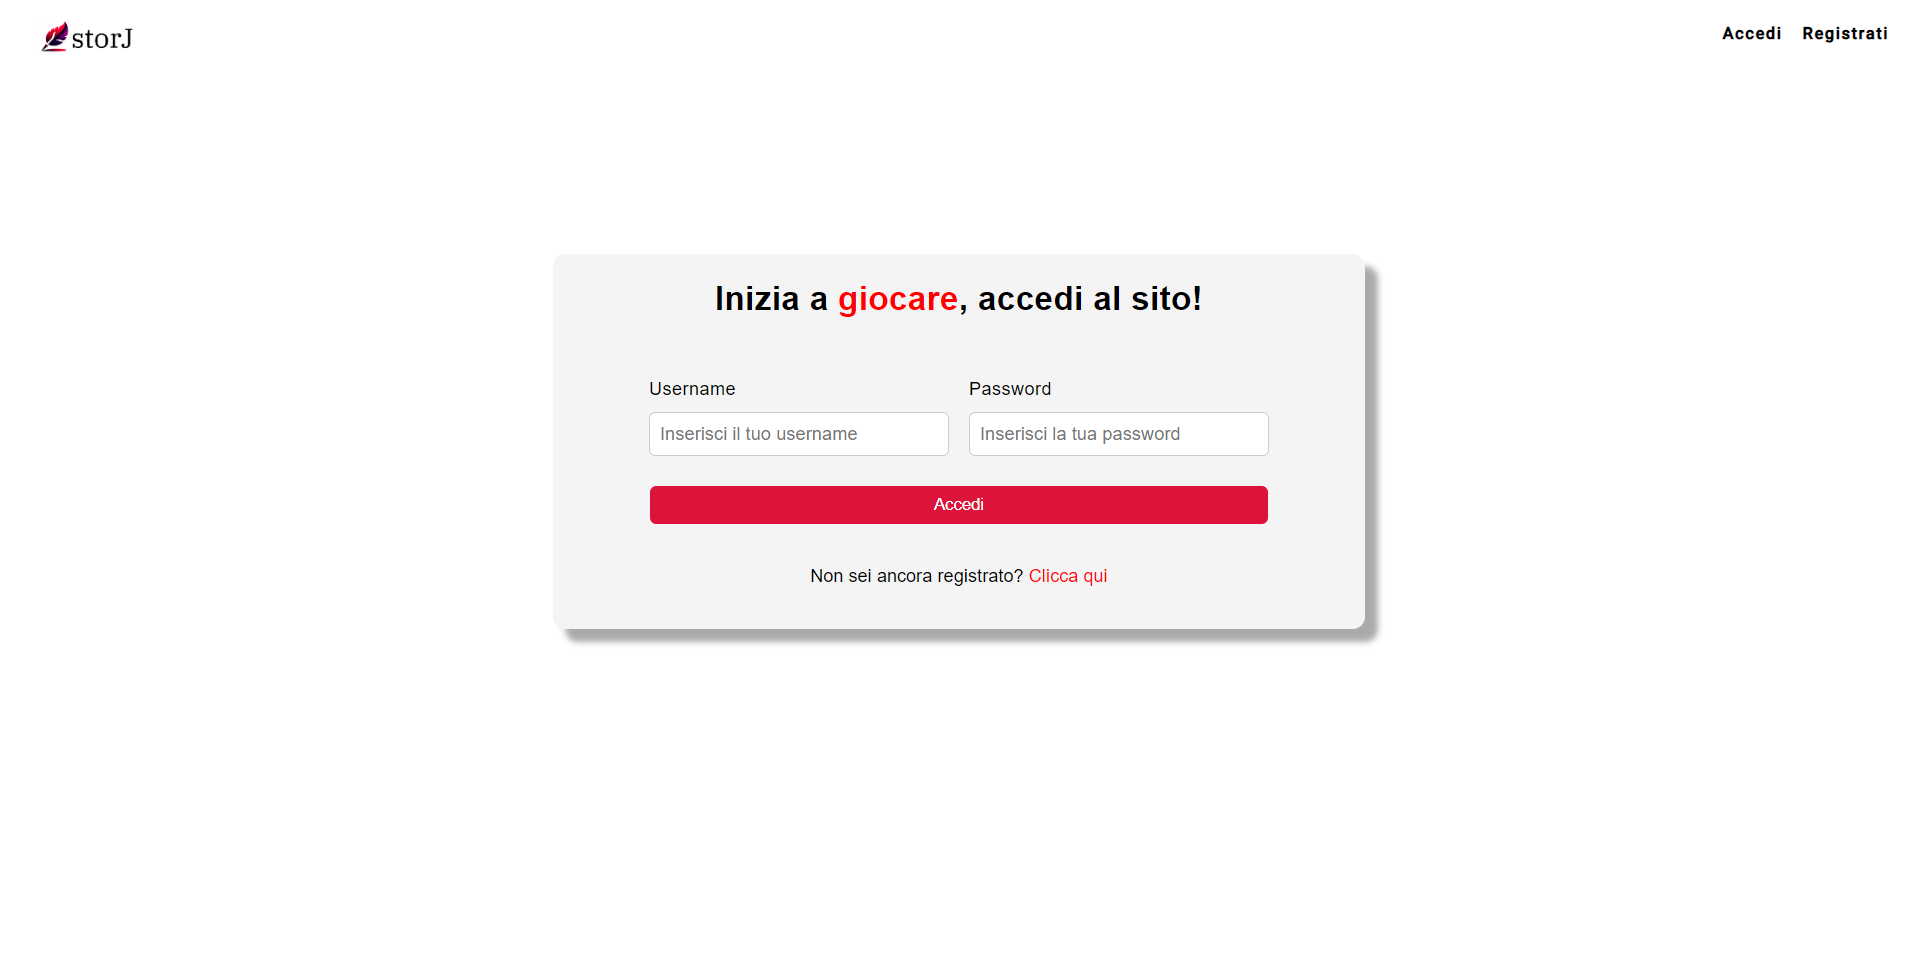 storJ
Accedi Registrati
Inizia a giocare, accedi al sito!
Username Password
Inserisci il tuo username Inserisci la tua password
Accedi
Non sei ancora registrato? Clicca qui